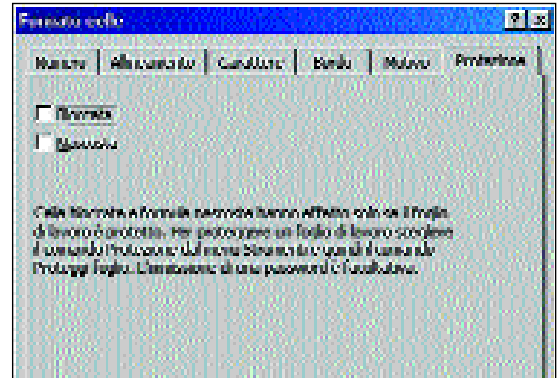 Formato celle
Numero Allineamento Carattere Bordo Motivo Protezione
Bloccata
Nascosta
Celle bloccate e formule nascoste hanno effetto solo se il foglio
di lavoro è protetto. Per proteggere un foglio di lavoro scegliere
il comando Protezione dal menu Strumenti e quindi il comando
Proteggi foglio. L'immissione di una password è facoltativa.